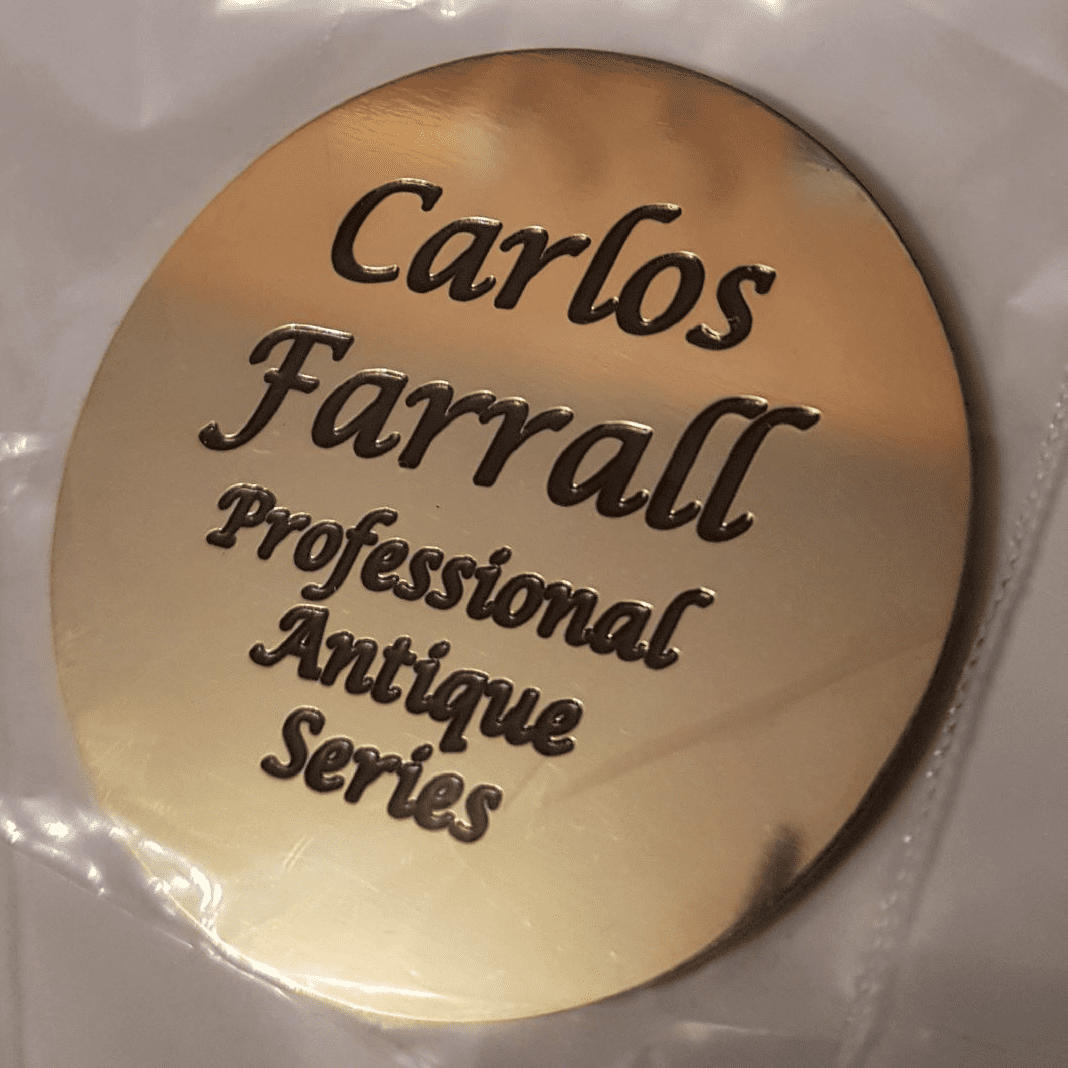 Carlos
Farrall
Professional
Antique
Series